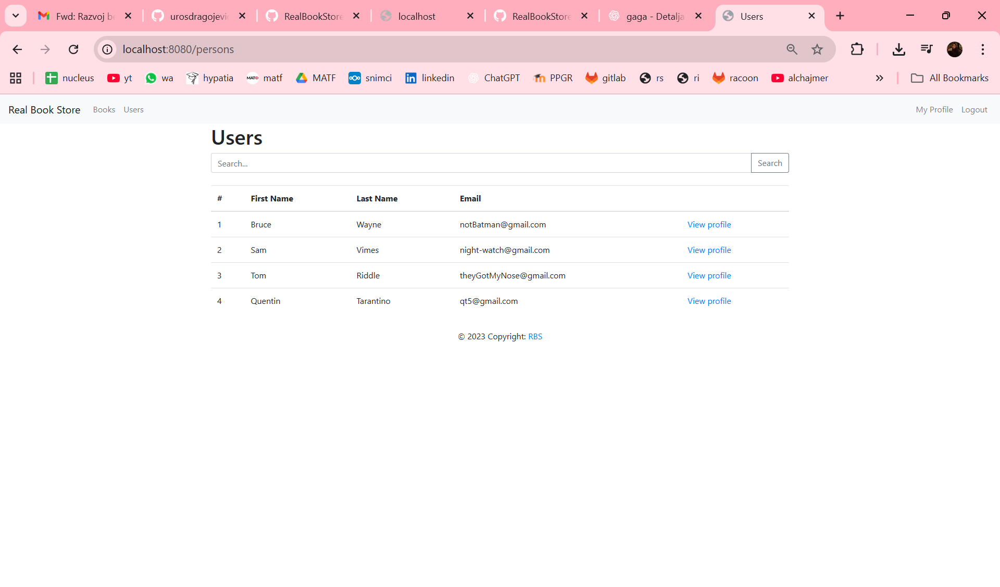 Fwd: Razvoj be urosdragojevic RealBookStore localhost RealBookStore gaga - Detalja Users
localhost:8080/persons
nucleus yt wa hypatia MATF matf MATF snimci linkedin ChatGPT PPGR gitlab rs ri racoon alchajmer » All Bookmarks
Real Book Store Books Users My Profile Logout
Users
Search... Search
# First Name Last Name Email
1 Bruce Wayne notBatman@gmail.com View profile
2 Sam Vimes night-watch@gmail.com View profile
3 Tom Riddle theyGotMyNose@gmail.com View profile
4 Quentin Tarantino qt5@gmail.com View profile
© 2023 Copyright: RBS